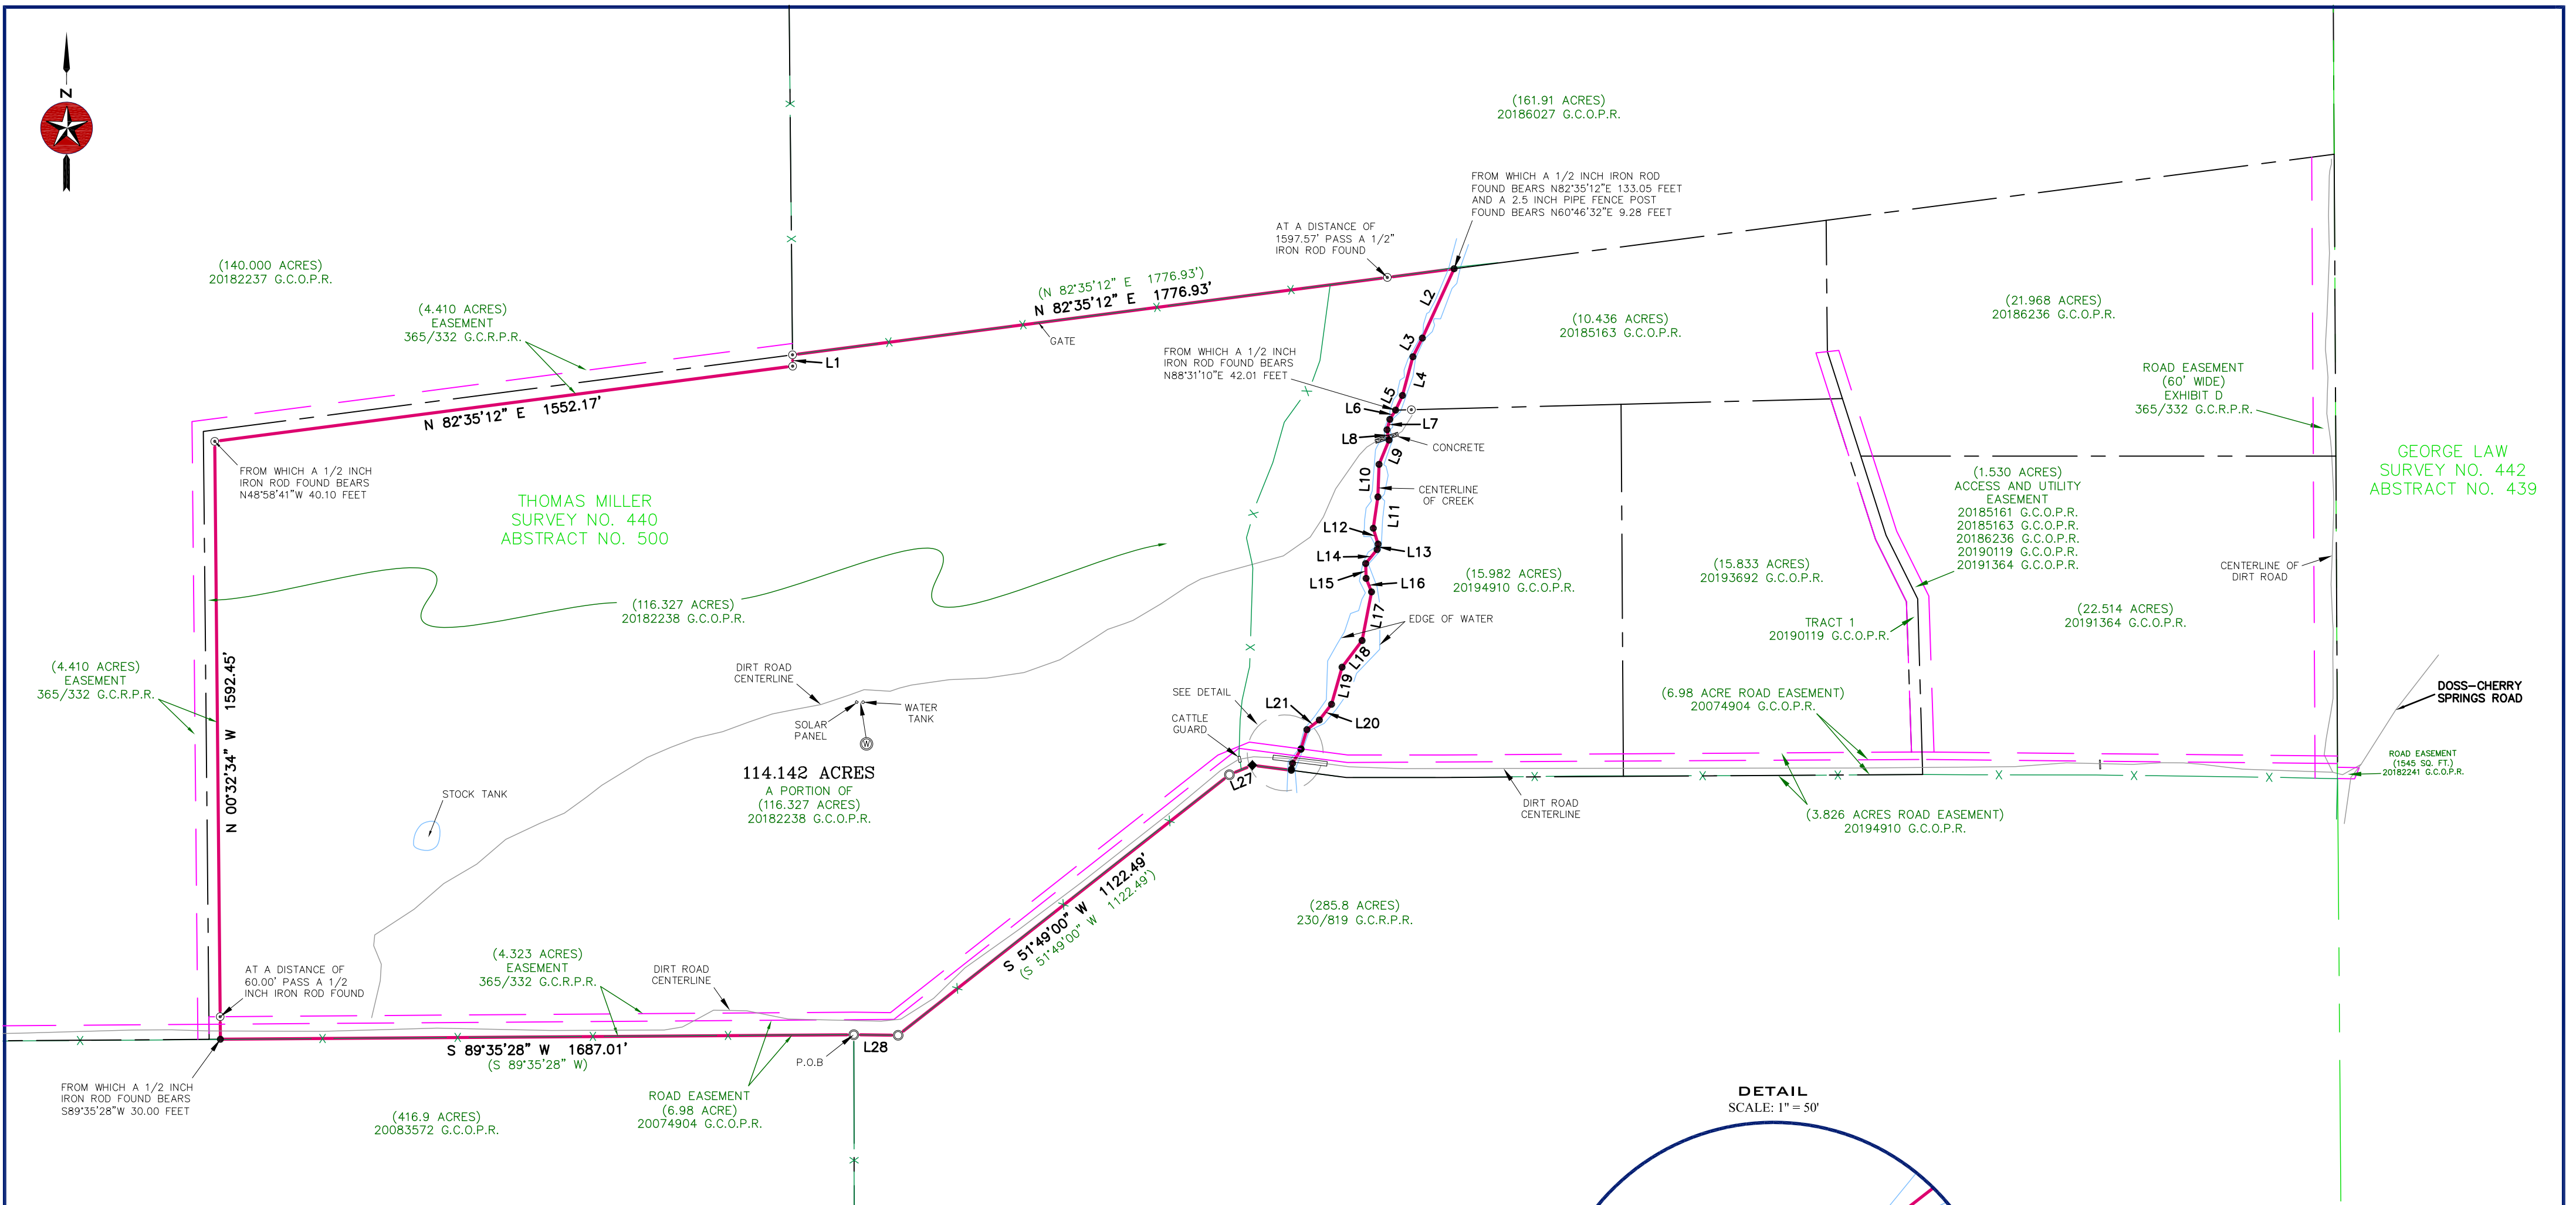 N
(161.91 ACRES)
20186027 G.C.O.P.R.
FROM WHICH A 1/2 INCH IRON ROD
FOUND BEARS N82°35'12"E 133.05 FEET
AND A 2.5 INCH PIPE FENCE POST
FOUND BEARS N60°46'32"E 9.28 FEET
AT A DISTANCE OF
1597.57' PASS A 1/2"
IRON ROD FOUND
(140.000 ACRES)
20182237 G.C.O.P.R.
(4.410 ACRES)
EASEMENT
365/332 G.C.R.P.R.
(N 82°35'12" E 1776.93')
N 82°35'12" E 1776.93'
GATE
L1
L2
L3
L4
L5
L6
L7
L8
L9
FROM WHICH A 1/2 INCH
IRON ROD FOUND BEARS
N88°31'10"E 42.01 FEET
(10.436 ACRES)
20185163 G.C.O.P.R.
(21.968 ACRES)
20186236 G.C.O.P.R.
ROAD EASEMENT
(60' WIDE)
EXHIBIT D
365/332 G.C.R.P.R.
GEORGE LAW
SURVEY NO. 442
ABSTRACT NO. 439
N 82°35'12" E 1552.17'
FROM WHICH A 1/2 INCH
IRON ROD FOUND BEARS
N48°58'41"W 40.10 FEET
CONCRETE
L10
CENTERLINE
OF CREEK
L11
L12
L13
L14
L15
L16
L17
L18
L19
L20
L21
THOMAS MILLER
SURVEY NO. 440
ABSTRACT NO. 500
(1.530 ACRES)
ACCESS AND UTILITY
EASEMENT
20185161 G.C.O.P.R.
20185163 G.C.O.P.R.
20186236 G.C.O.P.R.
20190119 G.C.O.P.R.
20191364 G.C.O.P.R.
CENTERLINE OF
DIRT ROAD
(15.982 ACRES)
20194910 G.C.O.P.R.
(15.833 ACRES)
20193692 G.C.O.P.R.
(116.327 ACRES)
20182238 G.C.O.P.R.
EDGE OF WATER
TRACT 1
20190119 G.C.O.P.R.
(22.514 ACRES)
20191364 G.C.O.P.R.
(4.410 ACRES)
EASEMENT
365/332 G.C.R.P.R.
N 00°32'34" W 1592.45'
DIRT ROAD
CENTERLINE
SOLAR
PANEL
WATER
TANK
W
SEE DETAIL
CATTLE
GUARD
(6.98 ACRE ROAD EASEMENT)
20074904 G.C.O.P.R.
DOSS-CHERRY
SPRINGS ROAD
ROAD EASEMENT
(1545 SQ. FT.)
20182241 G.C.O.P.R.
114.142 ACRES
A PORTION OF
(116.327 ACRES)
20182238 G.C.O.P.R.
STOCK TANK
L27
DIRT ROAD
CENTERLINE
(3.826 ACRES ROAD EASEMENT)
20194910 G.C.O.P.R.
S 51°49'00" W 1122.49'
(S 51°49'00" W 1122.49')
(285.8 ACRES)
230/819 G.C.R.P.R.
AT A DISTANCE OF
60.00' PASS A 1/2
INCH IRON ROD FOUND
(4.323 ACRES)
EASEMENT
365/332 G.C.R.P.R.
DIRT ROAD
CENTERLINE
S 89°35'28" W 1687.01'
(S 89°35'28" W)
P.O.B
L28
FROM WHICH A 1/2 INCH
IRON ROD FOUND BEARS
S89°35'28"W 30.00 FEET
(416.9 ACRES)
20083572 G.C.O.P.R.
ROAD EASEMENT
(6.98 ACRE)
20074904 G.C.O.P.R.
DETAIL
SCALE: 1" = 50'